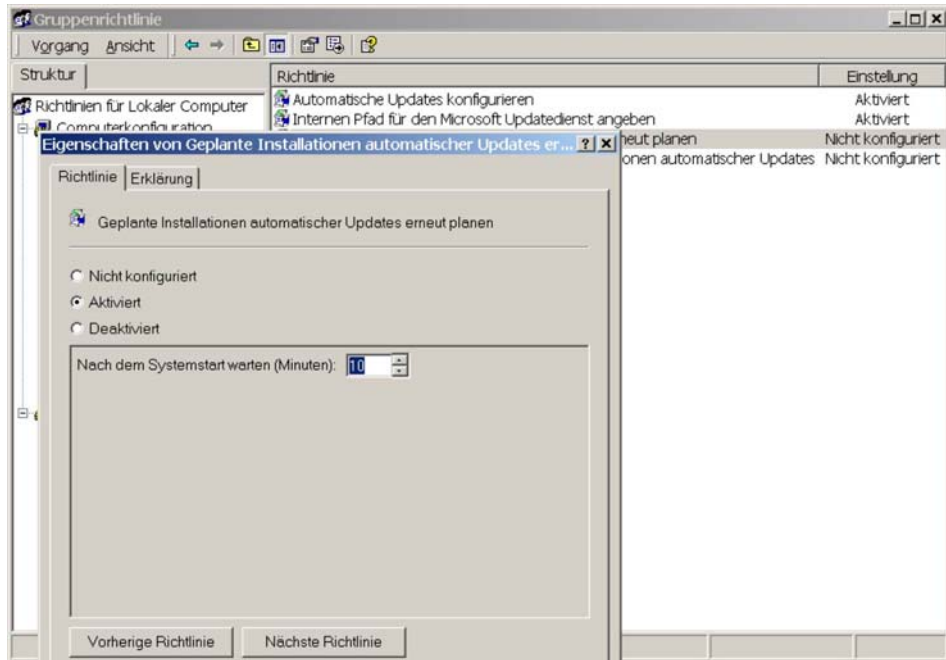 Gruppenrichtlinie
Vorgang Ansicht
Struktur
Richtlinie Einstellung
Richtlinien für Lokaler Computer
Computerkonfiguration
Automatische Updates konfigurieren Aktiviert
Internen Pfad für den Microsoft Updatedienst angeben Aktiviert
erneut planen Nicht konfiguriert
onen automatischer Updates Nicht konfiguriert
Eigenschaften von Geplante Installationen automatischer Updates er...
Richtlinie Erklärung
Geplante Installationen automatischer Updates erneut planen
Nicht konfiguriert
Aktiviert
Deaktiviert
Nach dem Systemstart warten (Minuten): 10
Vorherige Richtlinie Nächste Richtlinie